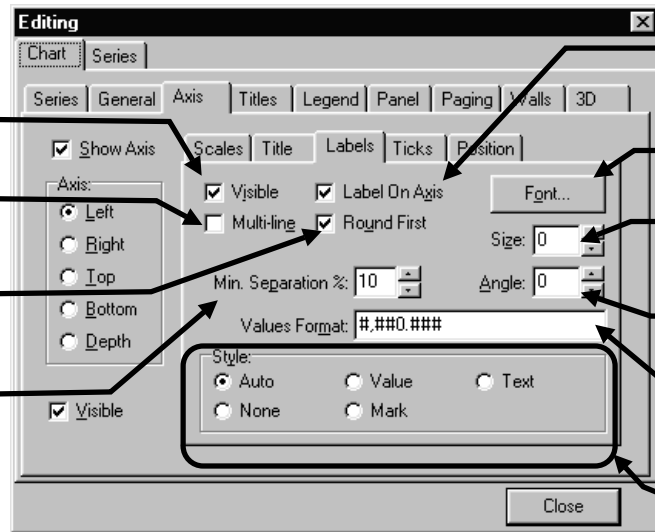 Editing
Chart Series
Series General Axis Titles Legend Panel Paging Walls 3D
Show Axis
Scales Title Labels Ticks Position
Axis:
Left
Right
Top
Bottom
Depth
Visible
Visible Label On Axis Font...
Multi-line Round First Size: 0
Min. Separation %: 10 Angle: 0
Values Format: #,##0.###
Style:
Auto Value Text
None Mark
Close